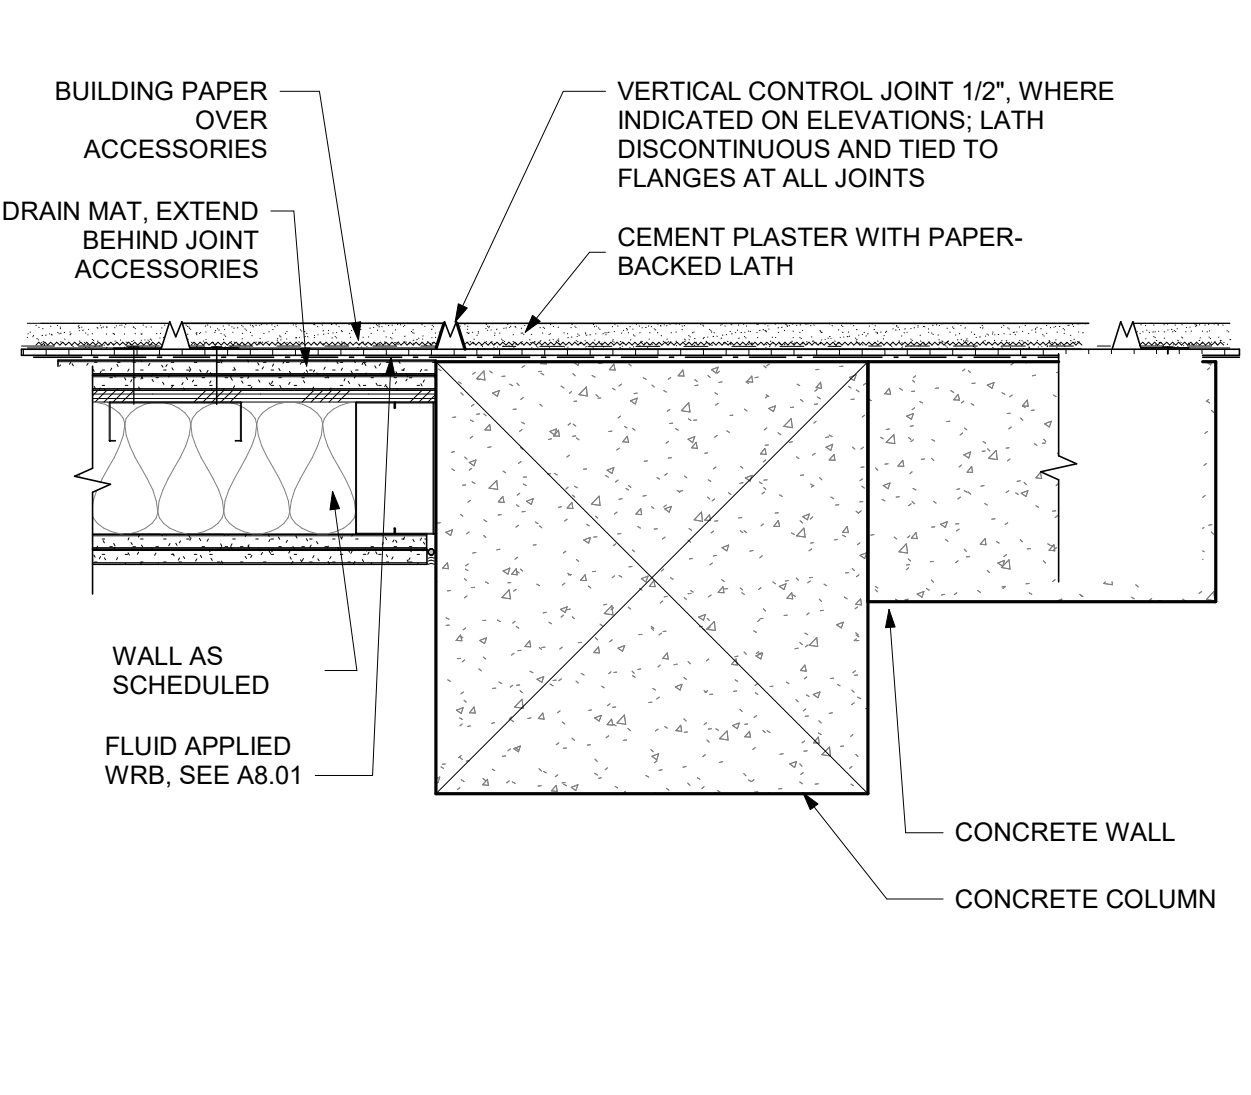 BUILDING PAPER
OVER
ACCESSORIES
DRAIN MAT, EXTEND
BEHIND JOINT
ACCESSORIES
VERTICAL CONTROL JOINT 1/2", WHERE
INDICATED ON ELEVATIONS; LATH
DISCONTINUOUS AND TIED TO
FLANGES AT ALL JOINTS
CEMENT PLASTER WITH PAPER-
BACKED LATH
WALL AS
SCHEDULED
FLUID APPLIED
WRB, SEE A8.01
CONCRETE WALL
CONCRETE COLUMN